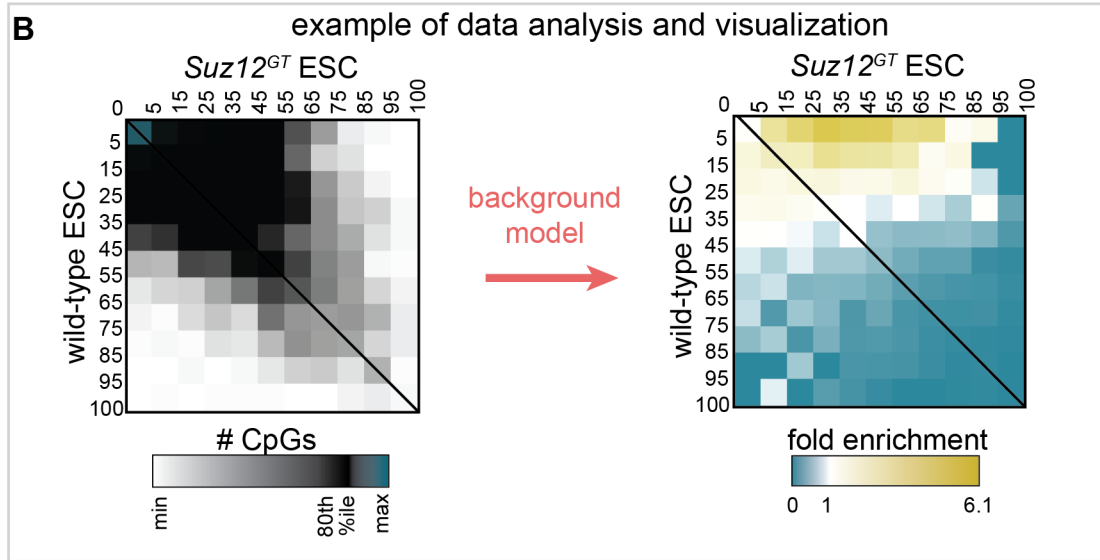 B
example of data analysis and visualization
Suz12GT ESC
0 5 15 25 35 45 55 65 75 85 95 100
wild-type ESC
5
15
25
35
45
55
65
75
85
95
100
# CpGs
min
80th
%ile
max
background
model
Suz12GT ESC
0 5 15 25 35 45 55 65 75 85 95 100
wild-type ESC
5
15
25
35
45
55
65
75
85
95
100
fold enrichment
0 1 6.1